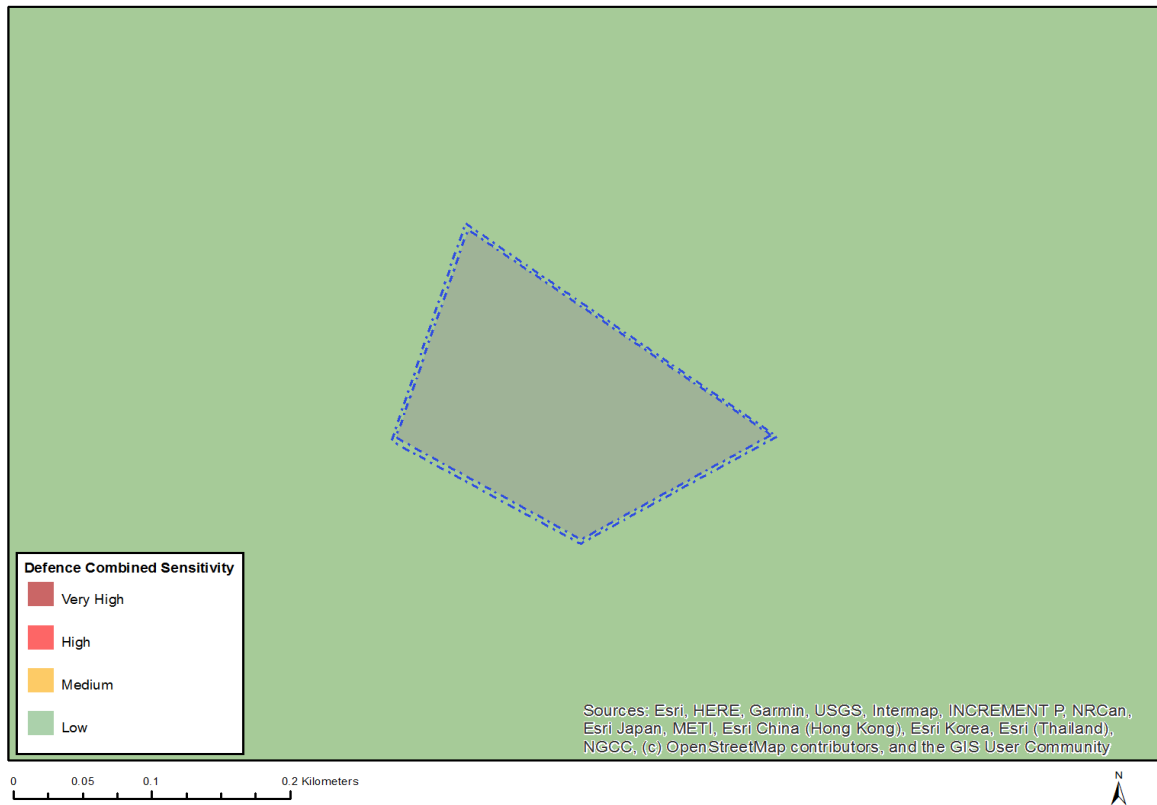 Defence Combined Sensitivity
Very High
High
Medium
Low
Sources: Esri, HERE, Garmin, USGS, Intermap, INCREMENT P, NRCan,
Esri Japan, METI, Esri China (Hong Kong), Esri Korea, Esri (Thailand),
NGCC, (c) OpenStreetMap contributors, and the GIS User Community
0 0.05 0.1 0.2 Kilometers
N